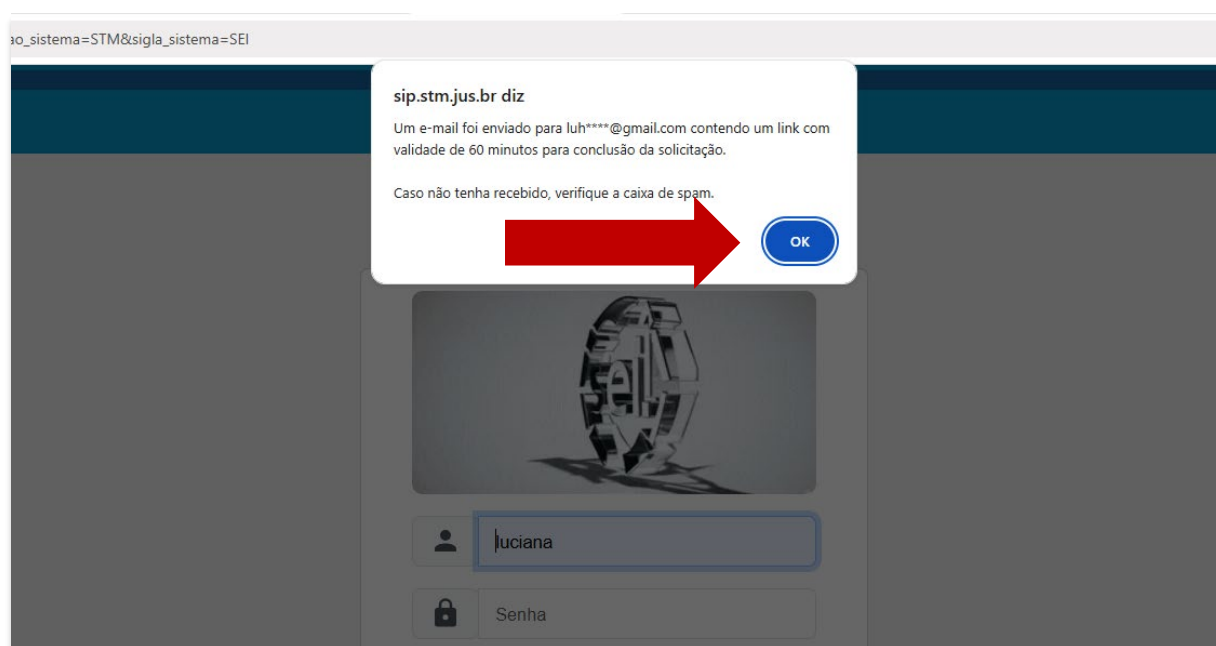 ao_sistema=STM&sigla_sistema=SEI
sip.stm.jus.br diz
Um e-mail foi enviado para luh****@gmail.com contendo um link com
validade de 60 minutos para conclusão da solicitação.
Caso não tenha recebido, verifique a caixa de spam.
OK
sei!
luciana
Senha